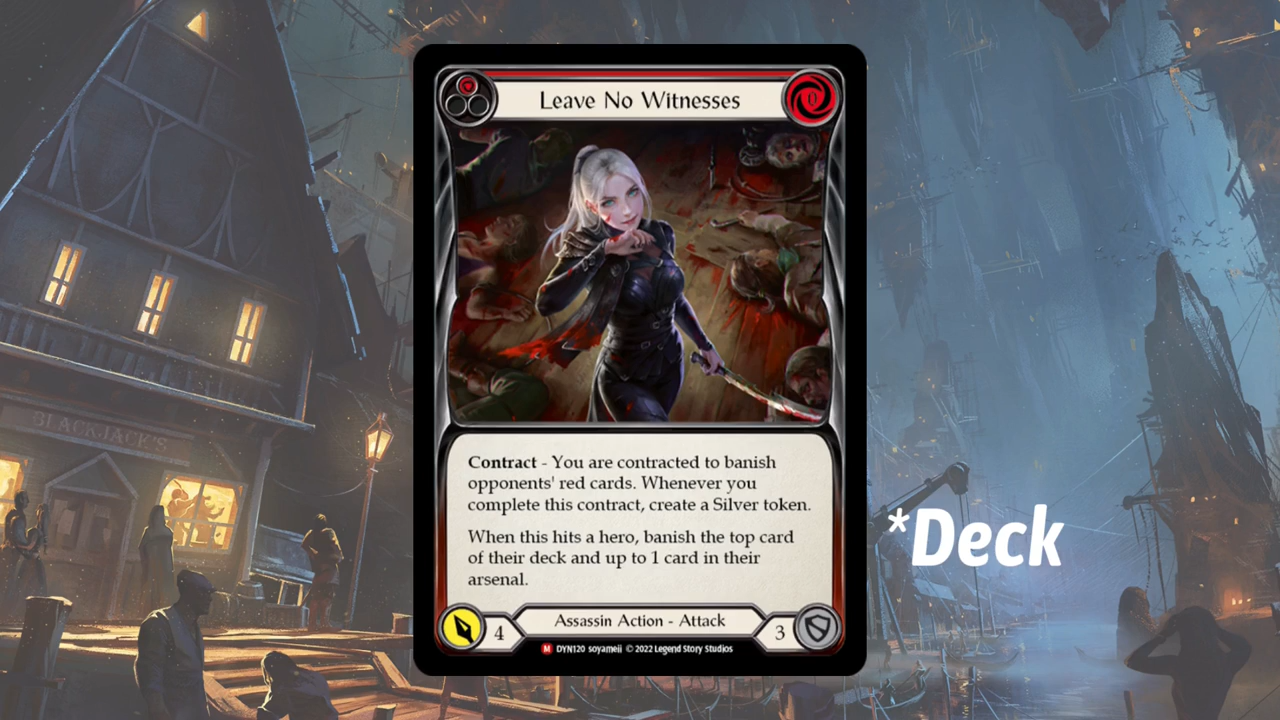 Leave No Witnesses
0
BLACKJACK'S
Contract - You are contracted to banish
opponents' red cards. Whenever you
complete this contract, create a Silver token.
When this hits a hero, banish the top card
of their deck and up to 1 card in their
arsenal.
*Deck
4
Assassin Action - Attack
3
M DYN120 soyameii © 2022 Legend Story Studios